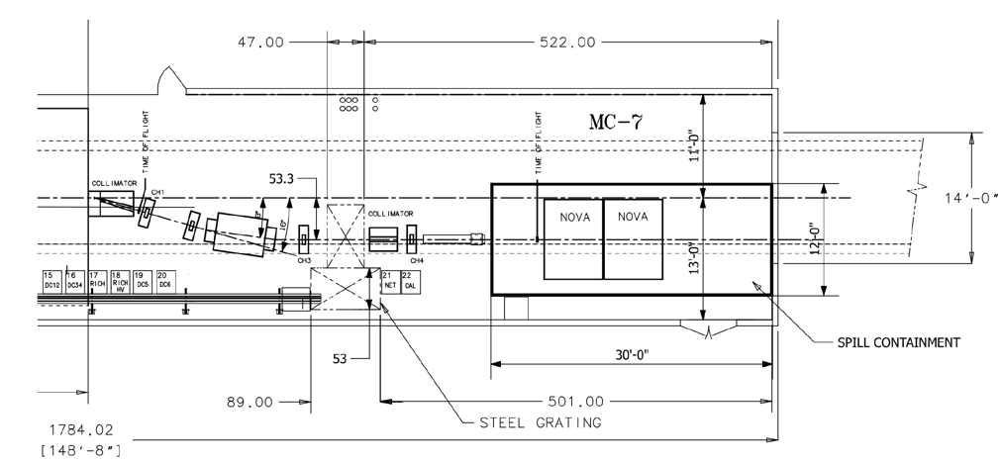 47.00
522.00
TIME OF FLIGHT
TIME OF FLIGHT
MC-7
11'-0"
COLLIMATOR
CH1
53.3
COLLIMATOR
NOVA
NOVA
14'-0"
16°
12'-0"
13'-0"
CH3
CH4
15
DC12
16
DC34
17
RICH
18
RICH
HV
19
DC5
20
DC6
21
NET
22
CAL
SPILL CONTAINMENT
53
30'-0"
89.00
501.00
STEEL GRATING
1784.02
[148'-8"]